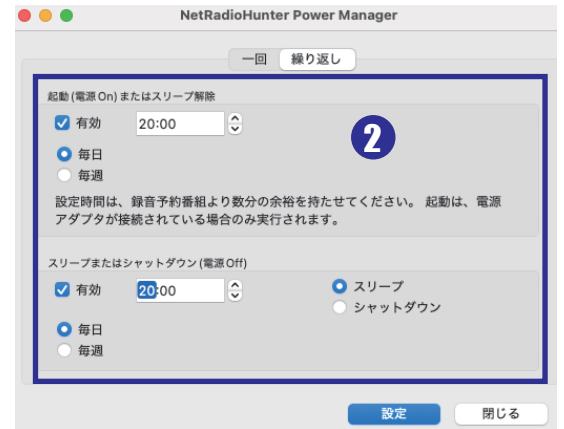 NetRadioHunter Power Manager
一回 繰り返し
起動 (電源 On) またはスリープ解除
有効 20:00
2
毎日
毎週
設定時間は、録音予約番組より数分の余裕を持たせてください。 起動は、電源
アダプタが接続されている場合のみ実行されます。
スリープまたはシャットダウン (電源 Off)
有効 20:00 スリープ
シャットダウン
毎日
毎週
設定 閉じる